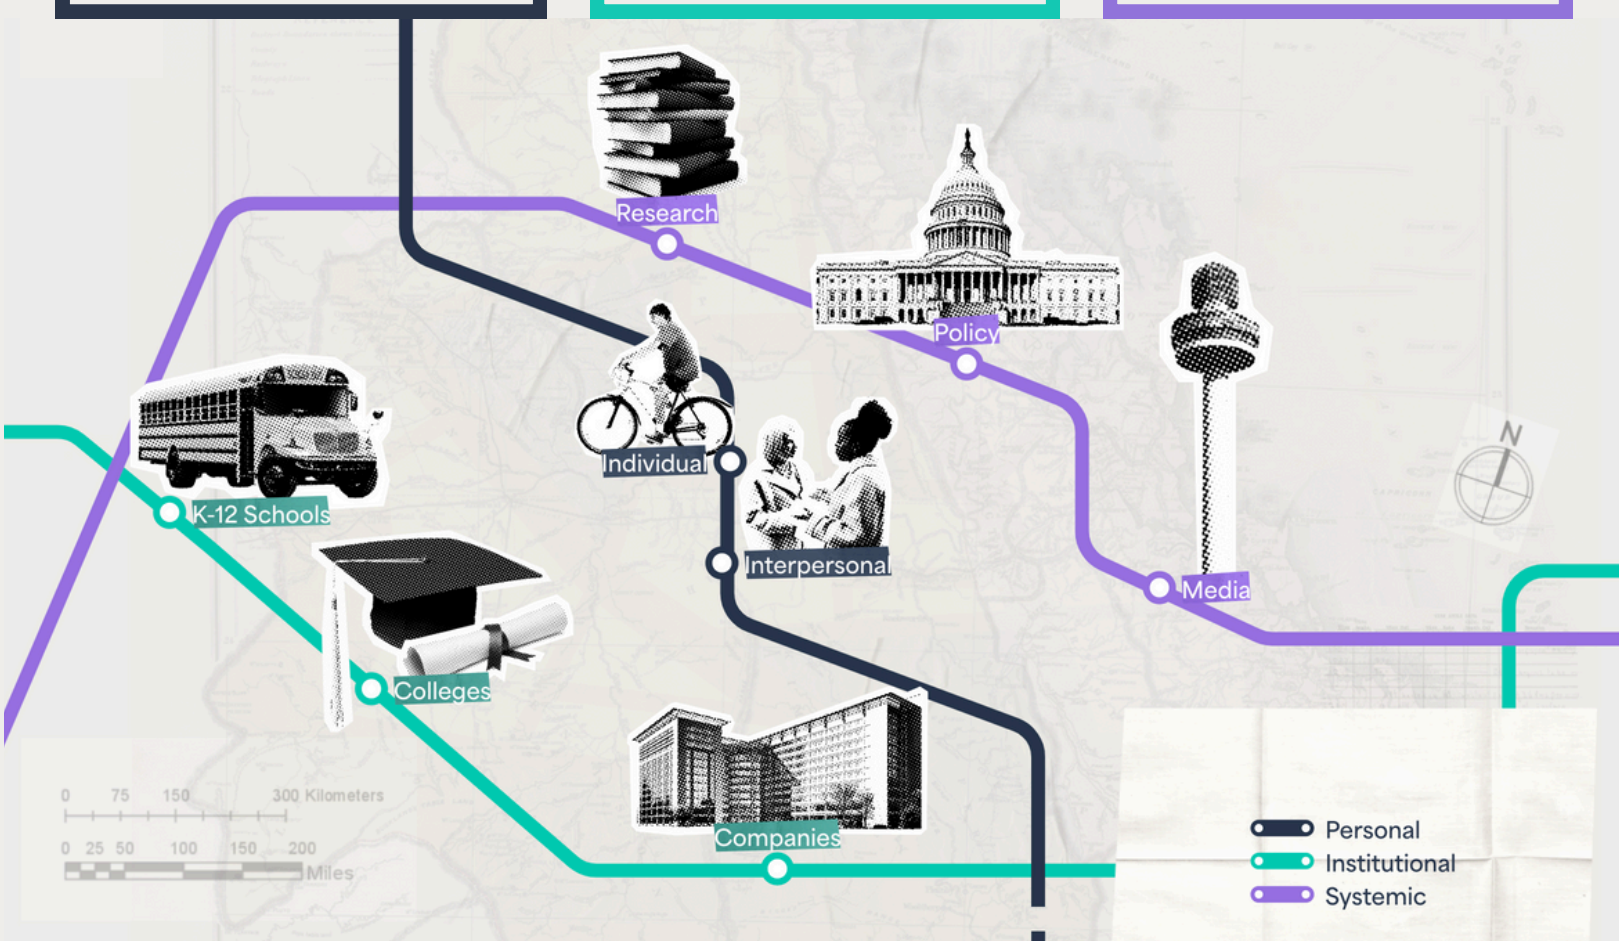 Research
Policy
Individual
K-12 Schools
Interpersonal
Media
Colleges
Companies
N
0 75 150 300 Kilometers
0 25 50 100 150 200
Miles
Personal
Institutional
Systemic